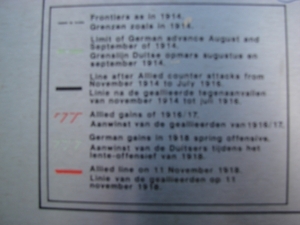 Frontiers as in 1914.
Grenzen zoals in 1914.
Limit of German advance August and
September of 1914.
Grenslijn Duitse opmars augustus en
september 1914.
Line after Allied counter attacks from
November 1914 to July 1916.
Linie na de geallieerde tegenaanvallen
van november 1914 tot juli 1916.
Allied gains of 1916/17.
Aanwinst van de geallieerden van 1916/17.
German gains in 1918 spring offensive.
Aanwinst van de Duitsers tijdens het
lente-offensief van 1918.
Allied line on 11 November 1918.
Linie van de geallieerden op 11
november 1918.